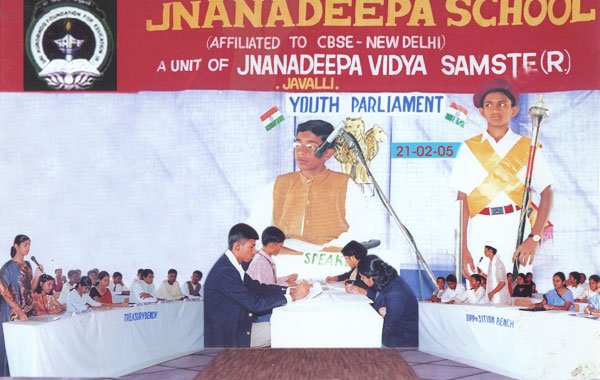 JNANADEEPA SCHOOL
(AFFILIATED TO CBSE - NEW DELHI)
A UNIT OF JNANADEEPA VIDYA SAMSTE (R.)
. JAVALLI .
YOUTH PARLIAMENT
21-02-05
SPEAK
TREASURY BENCH
OPPOSITION BENCH